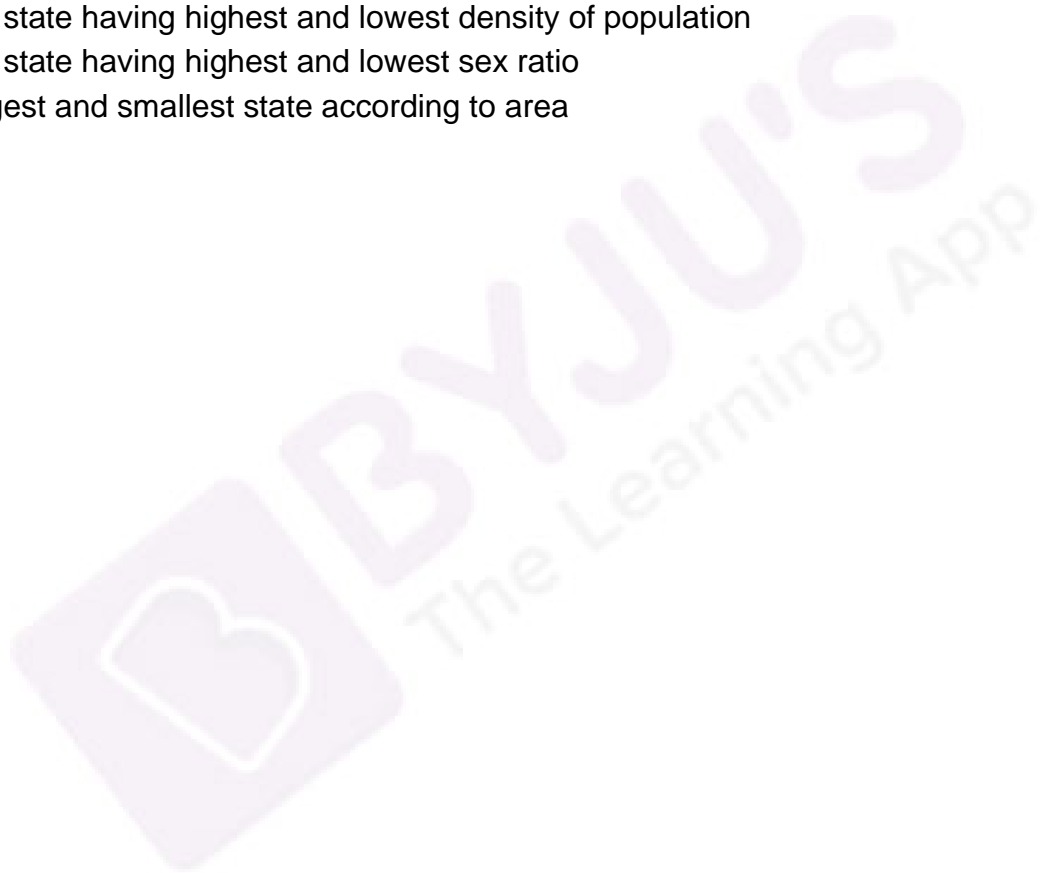 state having highest and lowest density of population
state having highest and lowest sex ratio
gest and smallest state according to area
BYJU'S
The Learning App